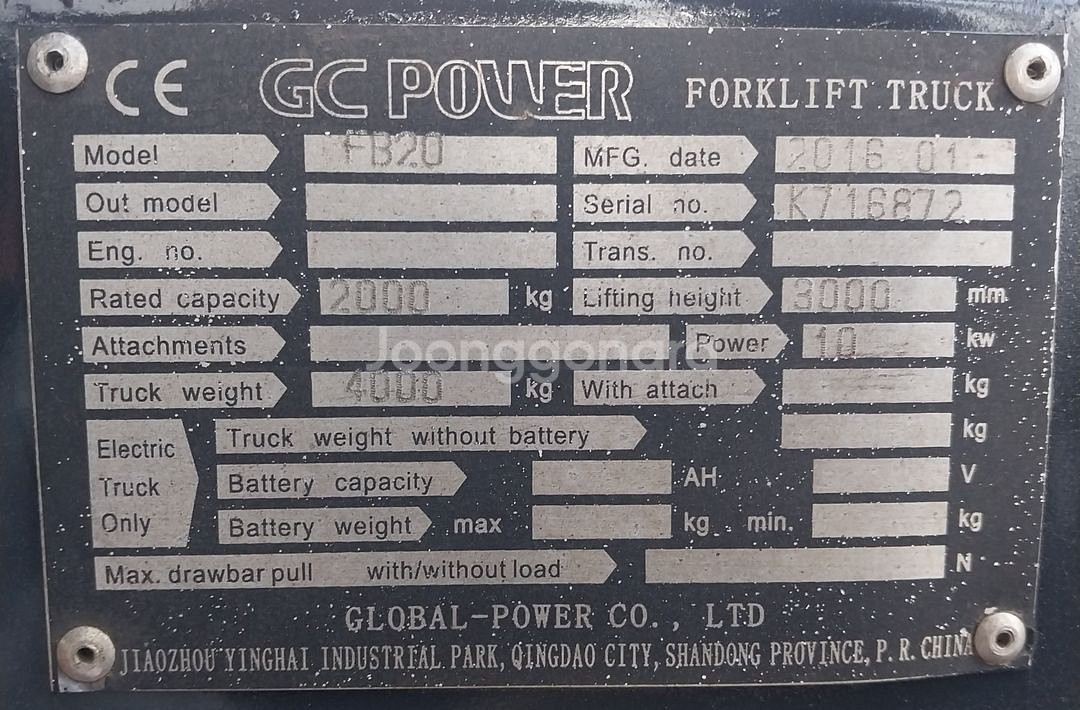 CE GC POWER FORKLIFT TRUCK
Model FB20 MFG. date 2016 01
Out model Serial no. K716872
Eng. no. Trans. no.
Rated capacity 2000 kg Lifting height 3000 mm
Attachments Power 10 kw
Joonggonara
Truck weight 4000 kg With attach kg
Electric Truck Only
Truck weight without battery kg
Battery capacity AH V
Battery weight max kg min. kg
Max. drawbar pull with/without load N
GLOBAL-POWER CO., LTD
JIAOZHOU YINGHAI INDUSTRIAL PARK, QINGDAO CITY, SHANDONG PROVINCE, P. R. CHINA